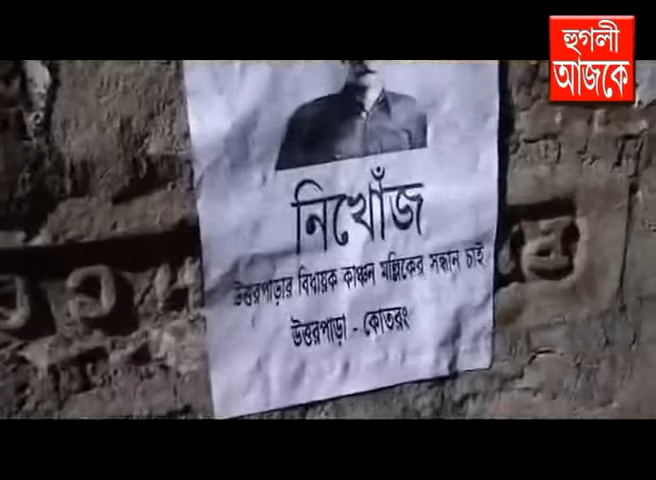 হুগলী
আজকে
নিখোঁজ
উত্তরপাড়ার বিধায়ক কাঞ্চন মল্লিকের সন্ধান চাই
উত্তরপাড়া - কোতরং